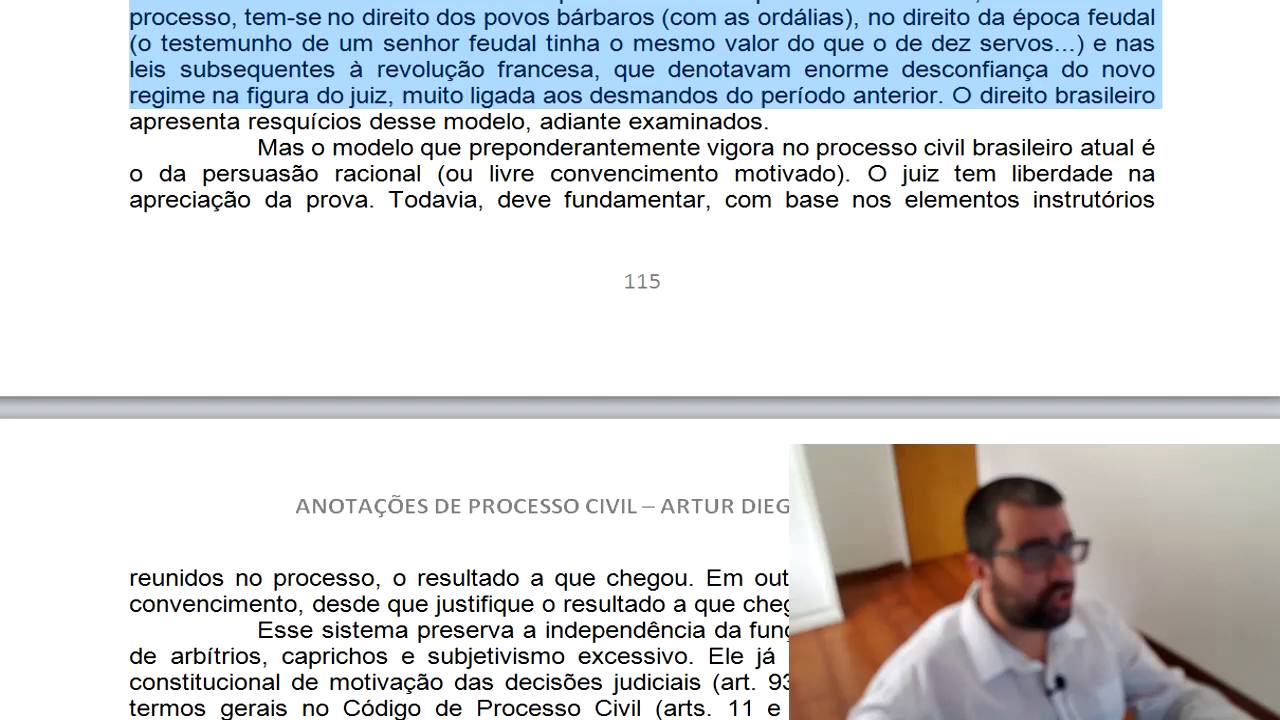 processo, tem-se no direito dos povos bárbaros (com as ordálias), no direito da época feudal
(o testemunho de um senhor feudal tinha o mesmo valor do que o de dez servos...) e nas
leis subsequentes à revolução francesa, que denotavam enorme desconfiança do novo
regime na figura do juiz, muito ligada aos desmandos do período anterior. O direito brasileiro
apresenta resquícios desse modelo, adiante examinados.
Mas o modelo que preponderantemente vigora no processo civil brasileiro atual é
o da persuasão racional (ou livre convencimento motivado). O juiz tem liberdade na
apreciação da prova. Todavia, deve fundamentar, com base nos elementos instrutórios
115
ANOTAÇÕES DE PROCESSO CIVIL – ARTUR DIEG
reunidos no processo, o resultado a que chegou. Em out
convencimento, desde que justifique o resultado a que cheg
Esse sistema preserva a independência da funç
de arbítrios, caprichos e subjetivismo excessivo. Ele já
constitucional de motivação das decisões judiciais (art. 93
termos gerais no Código de Processo Civil (arts. 11 e